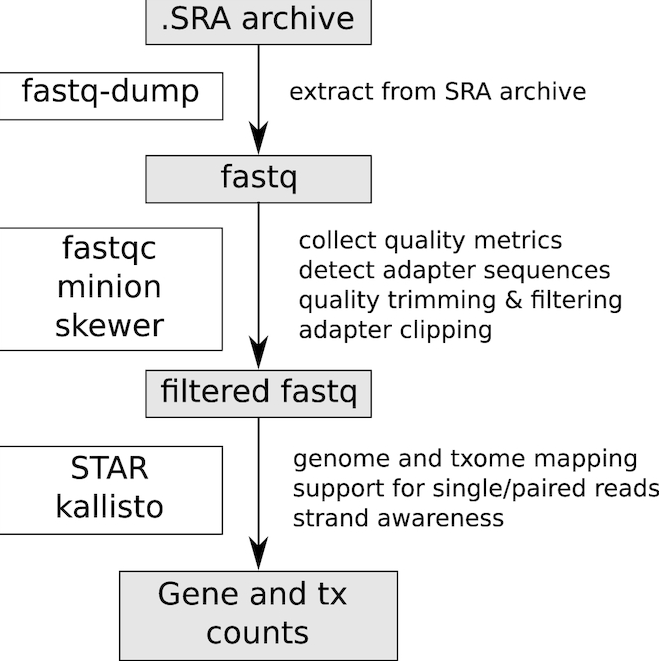 .SRA archive
fastq-dump
extract from SRA archive
fastq
fastqc
minion
skewer
collect quality metrics
detect adapter sequences
quality trimming & filtering
adapter clipping
filtered fastq
STAR
kallisto
genome and txome mapping
support for single/paired reads
strand awareness
Gene and tx
counts